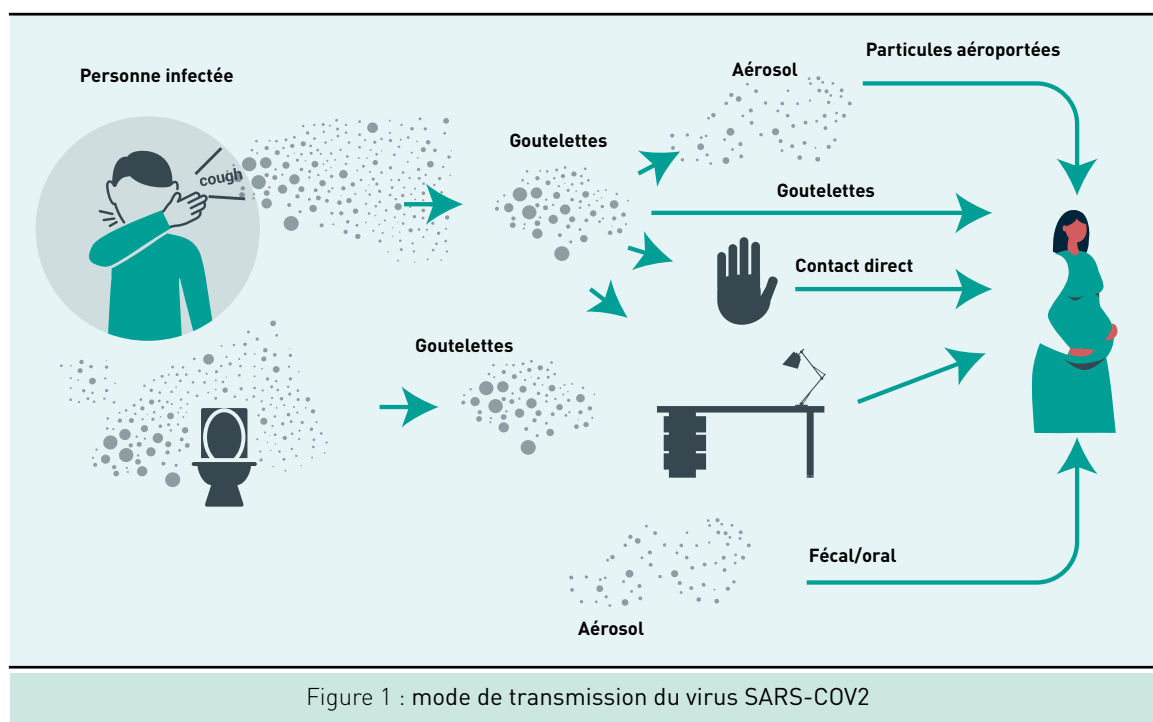 Personne infectée
cough
Goutelettes
Aérosol
Particules aéroportées
Goutelettes
Contact direct
Goutelettes
Fécal/oral
Aérosol
Figure 1 : mode de transmission du virus SARS-COV2